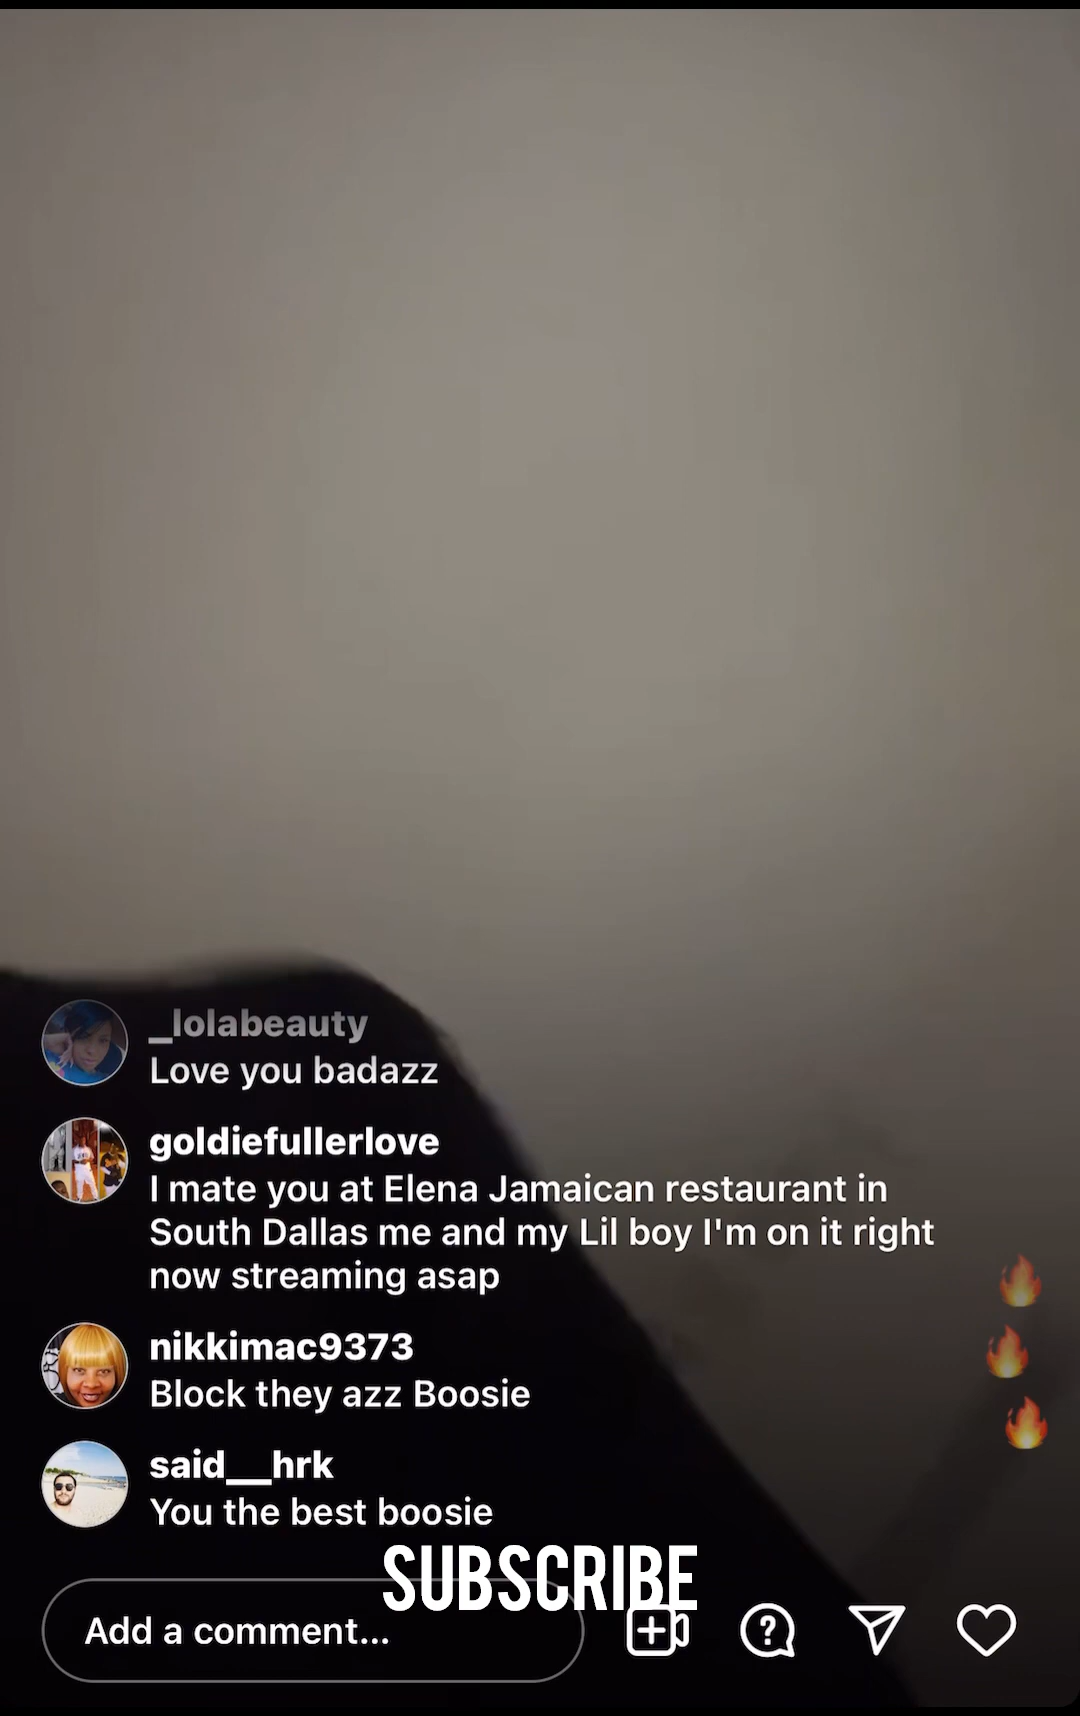 _lolabeauty
Love you badazz
goldiefullerlove
I mate you at Elena Jamaican restaurant in
South Dallas me and my Lil boy I'm on it right
now streaming asap
nikkimac9373
Block they azz Boosie
said__hrk
You the best boosie
SUBSCRIBE
Add a comment...